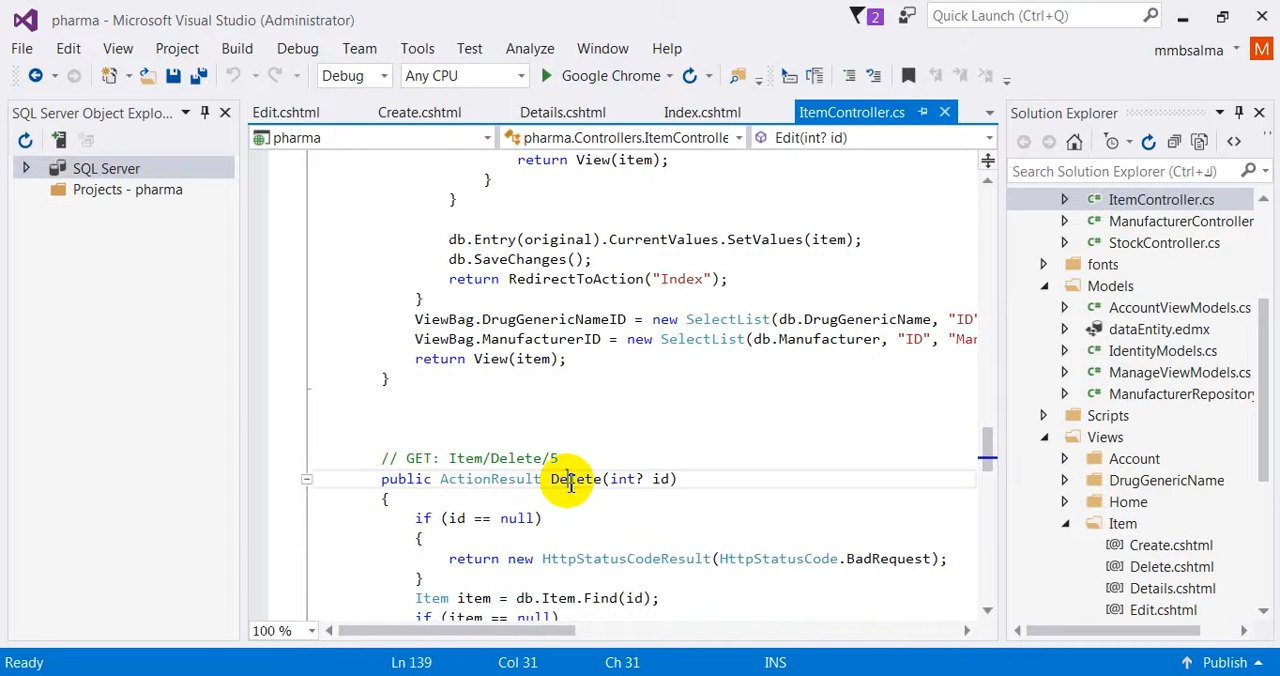 pharma - Microsoft Visual Studio (Administrator)
2
Quick Launch (Ctrl+Q)
File Edit View Project Build Debug Team Tools Test Analyze Window Help
mmbsalma M
Debug Any CPU Google Chrome
SQL Server Object Explo...
SQL Server
Projects - pharma
Edit.cshtml Create.cshtml Details.cshtml Index.cshtml ItemController.cs
pharma pharma.Controllers.ItemControlle Edit(int? id)
return View(item);
}
}
db.Entry(original).CurrentValues.SetValues(item);
db.SaveChanges();
return RedirectToAction("Index");
}
ViewBag.DrugGenericNameID = new SelectList(db.DrugGenericName, "ID"
ViewBag.ManufacturerID = new SelectList(db.Manufacturer, "ID", "Man
return View(item);
}
// GET: Item/Delete/5
public ActionResult Delete(int? id)
{
if (id == null)
{
return new HttpStatusCodeResult(HttpStatusCode.BadRequest);
}
Item item = db.Item.Find(id);
if (item == null)
100 %
Solution Explorer
Search Solution Explorer (Ctrl+ك)
ItemController.cs
ManufacturerController
StockController.cs
fonts
Models
AccountViewModels.cs
dataEntity.edmx
IdentityModels.cs
ManageViewModels.cs
ManufacturerRepository
Scripts
Views
Account
DrugGenericName
Home
Item
Create.cshtml
Delete.cshtml
Details.cshtml
Edit.cshtml
Ready Ln 139 Col 31 Ch 31 INS Publish